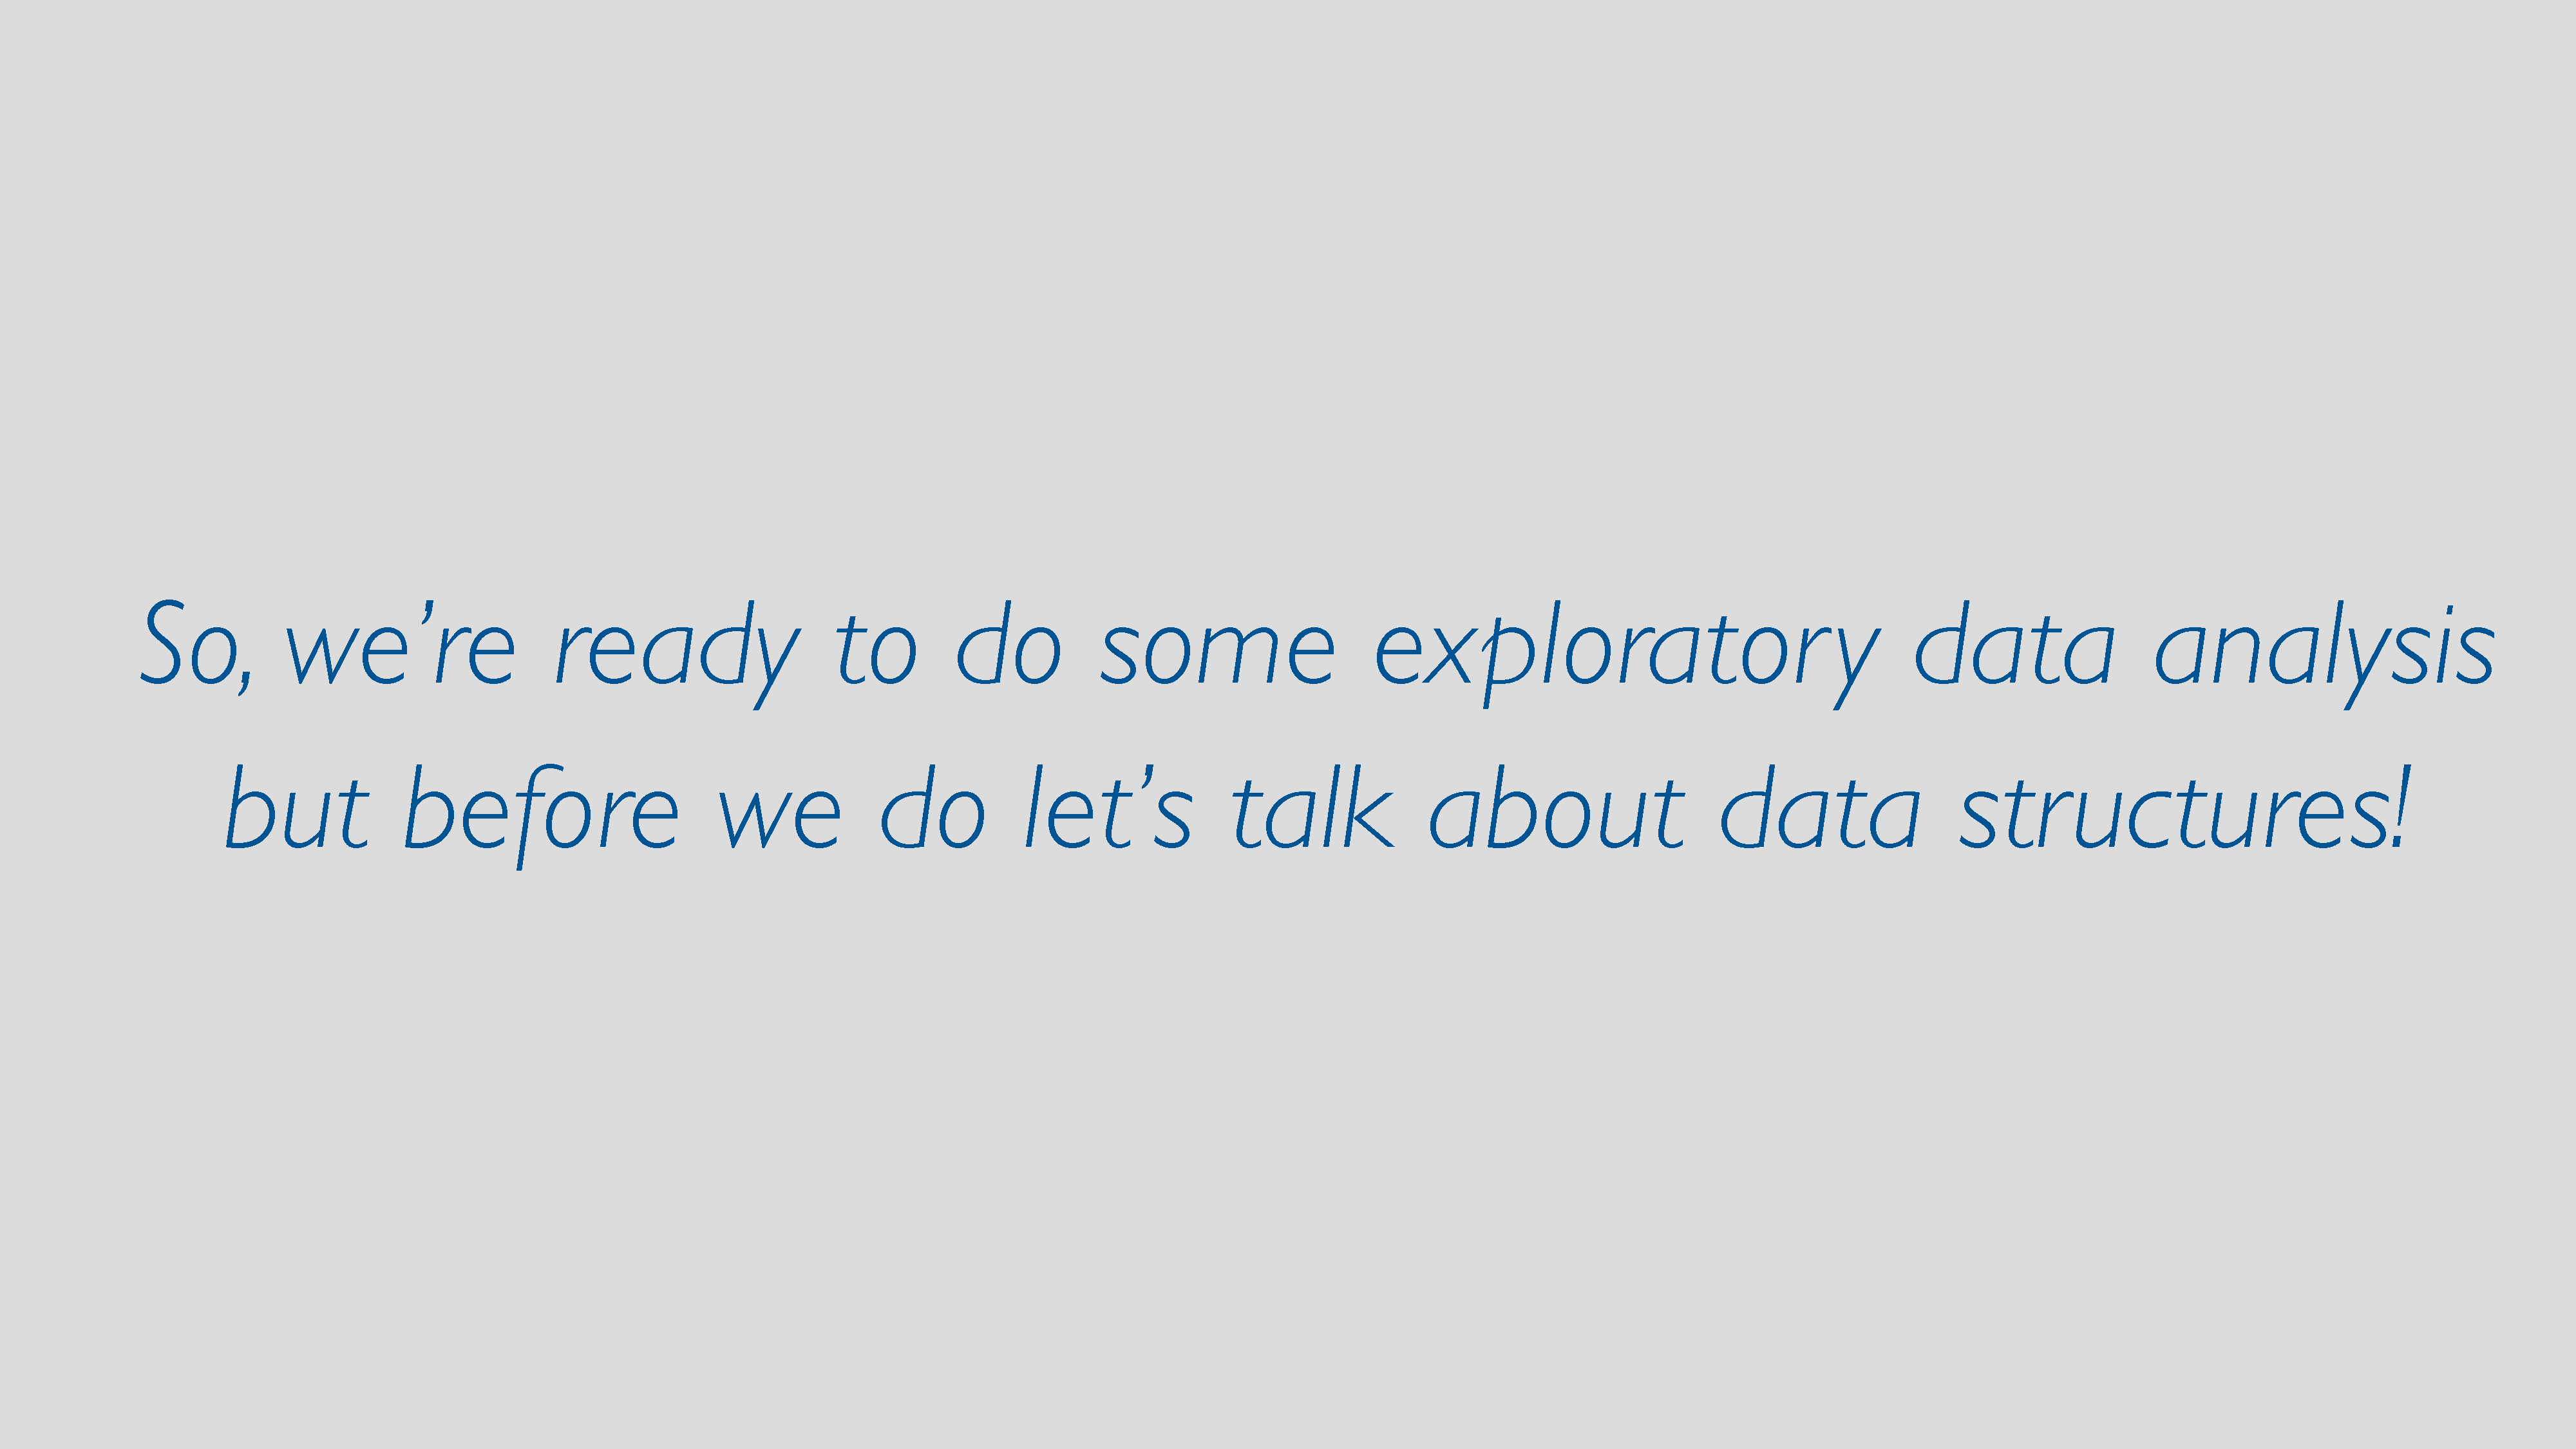 So, we’re ready to do some exploratory data analysis
but before we do let’s talk about data structures!